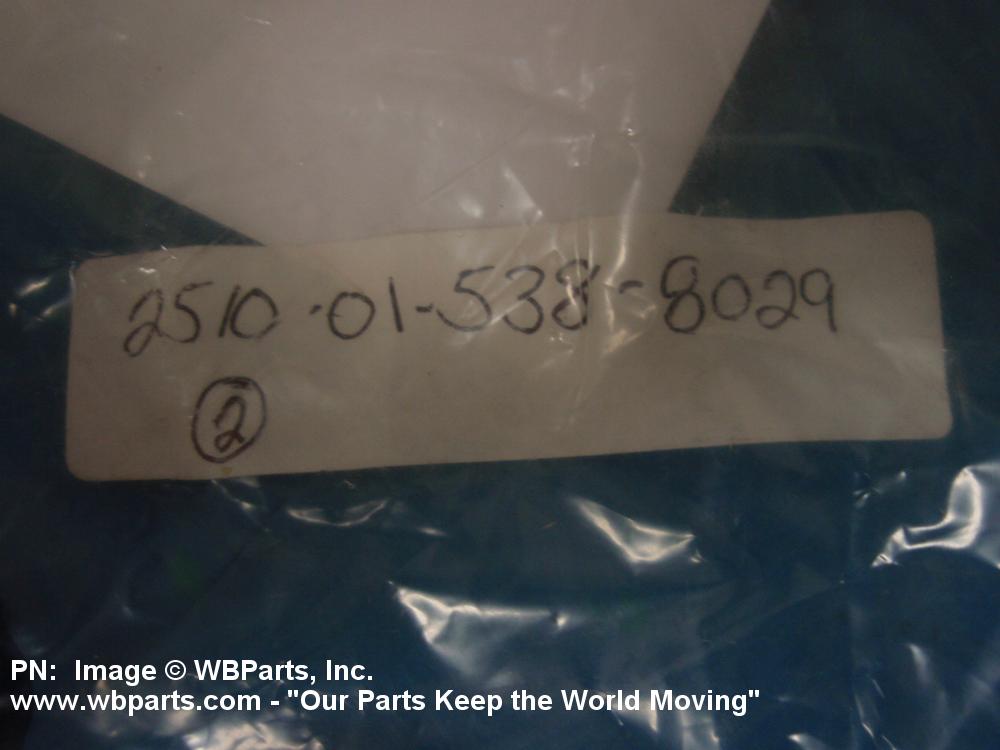 2510-01-538-8029
2
PN: Image © WBParts, Inc.
www.wbparts.com - "Our Parts Keep the World Moving"